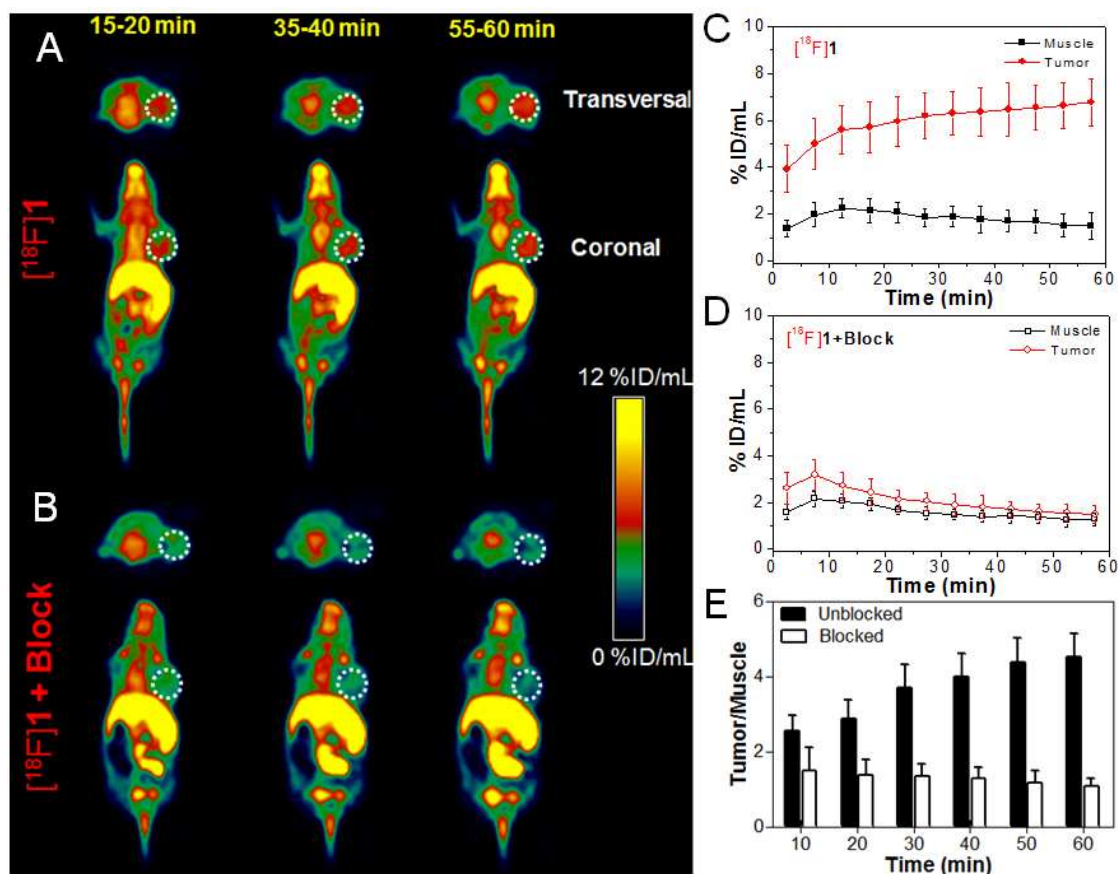 A
15-20 min
35-40 min
55-60 min
Transversal
[¹⁸F]1
Coronal
12 %ID/mL
0 %ID/mL
B
[¹⁸F]1 + Block
C
[¹⁸F]1
Muscle
Tumor
10
8
6
4
2
0
% ID/mL
0 10 20 30 40 50 60
Time (min)
D
[¹⁸F]1+Block
Muscle
Tumor
10
8
6
4
2
0
% ID/mL
0 10 20 30 40 50 60
Time (min)
E
Unblocked
Blocked
6
4
2
0
Tumor/Muscle
10 20 30 40 50 60
Time (min)